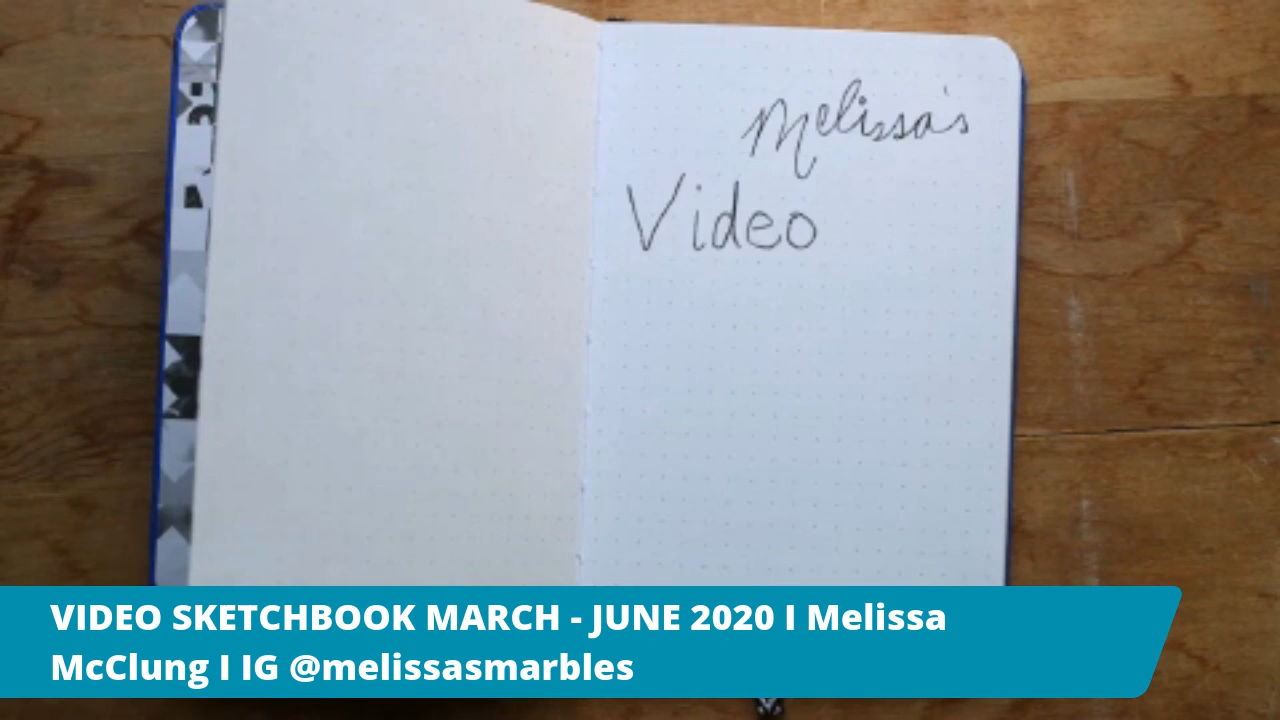 Melissa's
Video
VIDEO SKETCHBOOK MARCH - JUNE 2020 I Melissa
McClung I IG @melissasmarbles